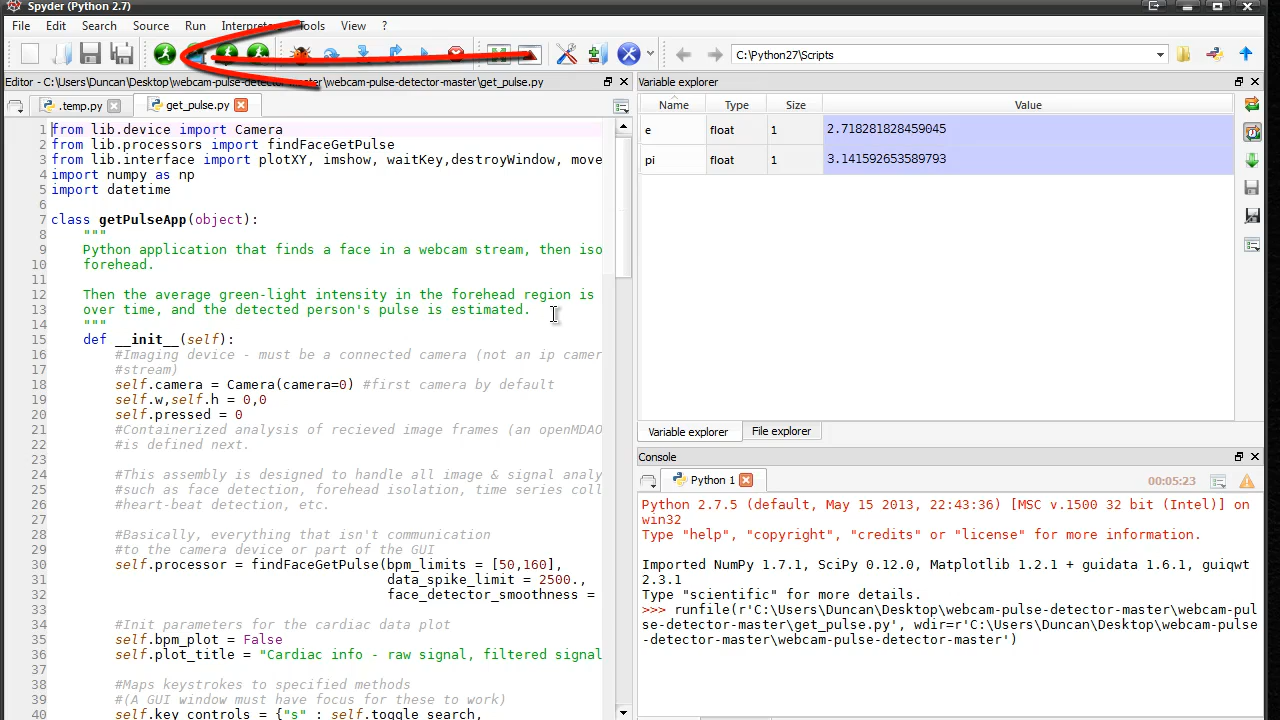 Spyder (Python 2.7)
File Edit Search Source Run Interpreters Tools View ?
C:\Python27\Scripts
Editor - C:\Users\Duncan\Desktop\webcam-pulse-detector-master\webcam-pulse-detector-master\get_pulse.py
Variable explorer
.temp.py
get_pulse.py
Name Type Size Value
e float 1 2.718281828459045
pi float 1 3.141592653589793
1 from lib.device import Camera
2 from lib.processors import findFaceGetPulse
3 from lib.interface import plotXY, imshow, waitKey,destroyWindow, move
4 import numpy as np
5 import datetime
6
7 class getPulseApp(object):
8 """
9 Python application that finds a face in a webcam stream, then iso
10 forehead.
11
12 Then the average green-light intensity in the forehead region is
13 over time, and the detected person's pulse is estimated.
14 """
15 def __init__(self):
16 #Imaging device - must be a connected camera (not an ip camer
17 #stream)
18 self.camera = Camera(camera=0) #first camera by default
19 self.w,self.h = 0,0
20 self.pressed = 0
21 #Containerized analysis of recieved image frames (an openMDAO
22 #is defined next.
23
24 #This assembly is designed to handle all image & signal analy
25 #such as face detection, forehead isolation, time series coll
26 #heart-beat detection, etc.
27
28 #Basically, everything that isn't communication
29 #to the camera device or part of the GUI
30 self.processor = findFaceGetPulse(bpm_limits = [50,160],
31 data_spike_limit = 2500.,
32 face_detector_smoothness =
33
34 #Init parameters for the cardiac data plot
35 self.bpm_plot = False
36 self.plot_title = "Cardiac info - raw signal, filtered signal
37
38 #Maps keystrokes to specified methods
39 #(A GUI window must have focus for these to work)
40 self.key_controls = {"s" : self.toggle_search,
Variable explorer File explorer
Console
Python 1
00:05:23
Python 2.7.5 (default, May 15 2013, 22:43:36) [MSC v.1500 32 bit (Intel)] on
win32
Type "help", "copyright", "credits" or "license" for more information.
Imported NumPy 1.7.1, SciPy 0.12.0, Matplotlib 1.2.1 + guidata 1.6.1, guiqwt
2.3.1
Type "scientific" for more details.
>>> runfile(r'C:\Users\Duncan\Desktop\webcam-pulse-detector-master\webcam-pul
se-detector-master\get_pulse.py', wdir=r'C:\Users\Duncan\Desktop\webcam-pulse
-detector-master\webcam-pulse-detector-master')